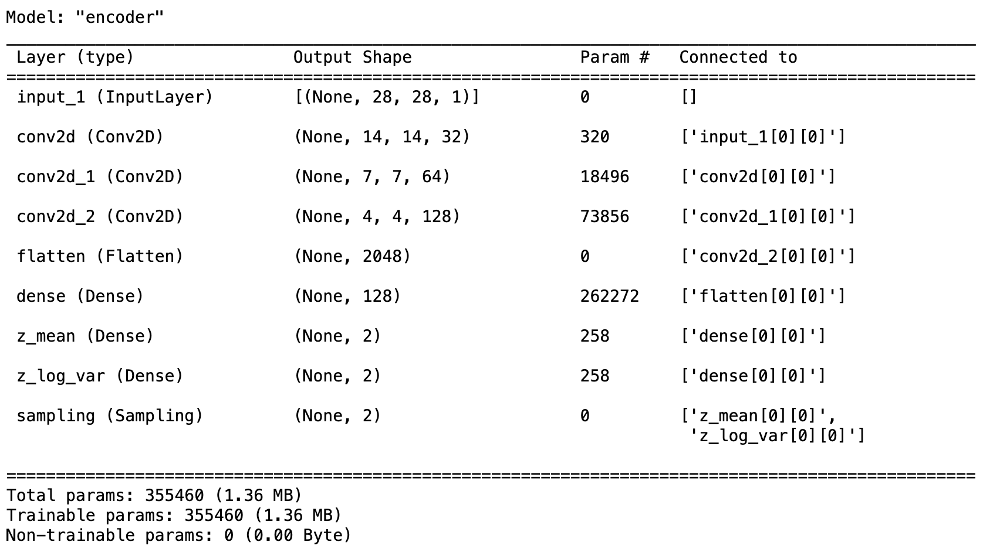 Model: "encoder"
Layer (type) Output Shape Param # Connected to
input_1 (InputLayer) [(None, 28, 28, 1)] 0 []
conv2d (Conv2D) (None, 14, 14, 32) 320 ['input_1[0][0]']
conv2d_1 (Conv2D) (None, 7, 7, 64) 18496 ['conv2d[0][0]']
conv2d_2 (Conv2D) (None, 4, 4, 128) 73856 ['conv2d_1[0][0]']
flatten (Flatten) (None, 2048) 0 ['conv2d_2[0][0]']
dense (Dense) (None, 128) 262272 ['flatten[0][0]']
z_mean (Dense) (None, 2) 258 ['dense[0][0]']
z_log_var (Dense) (None, 2) 258 ['dense[0][0]']
sampling (Sampling) (None, 2) 0 ['z_mean[0][0]',
'z_log_var[0][0]']
Total params: 355460 (1.36 MB)
Trainable params: 355460 (1.36 MB)
Non-trainable params: 0 (0.00 Byte)